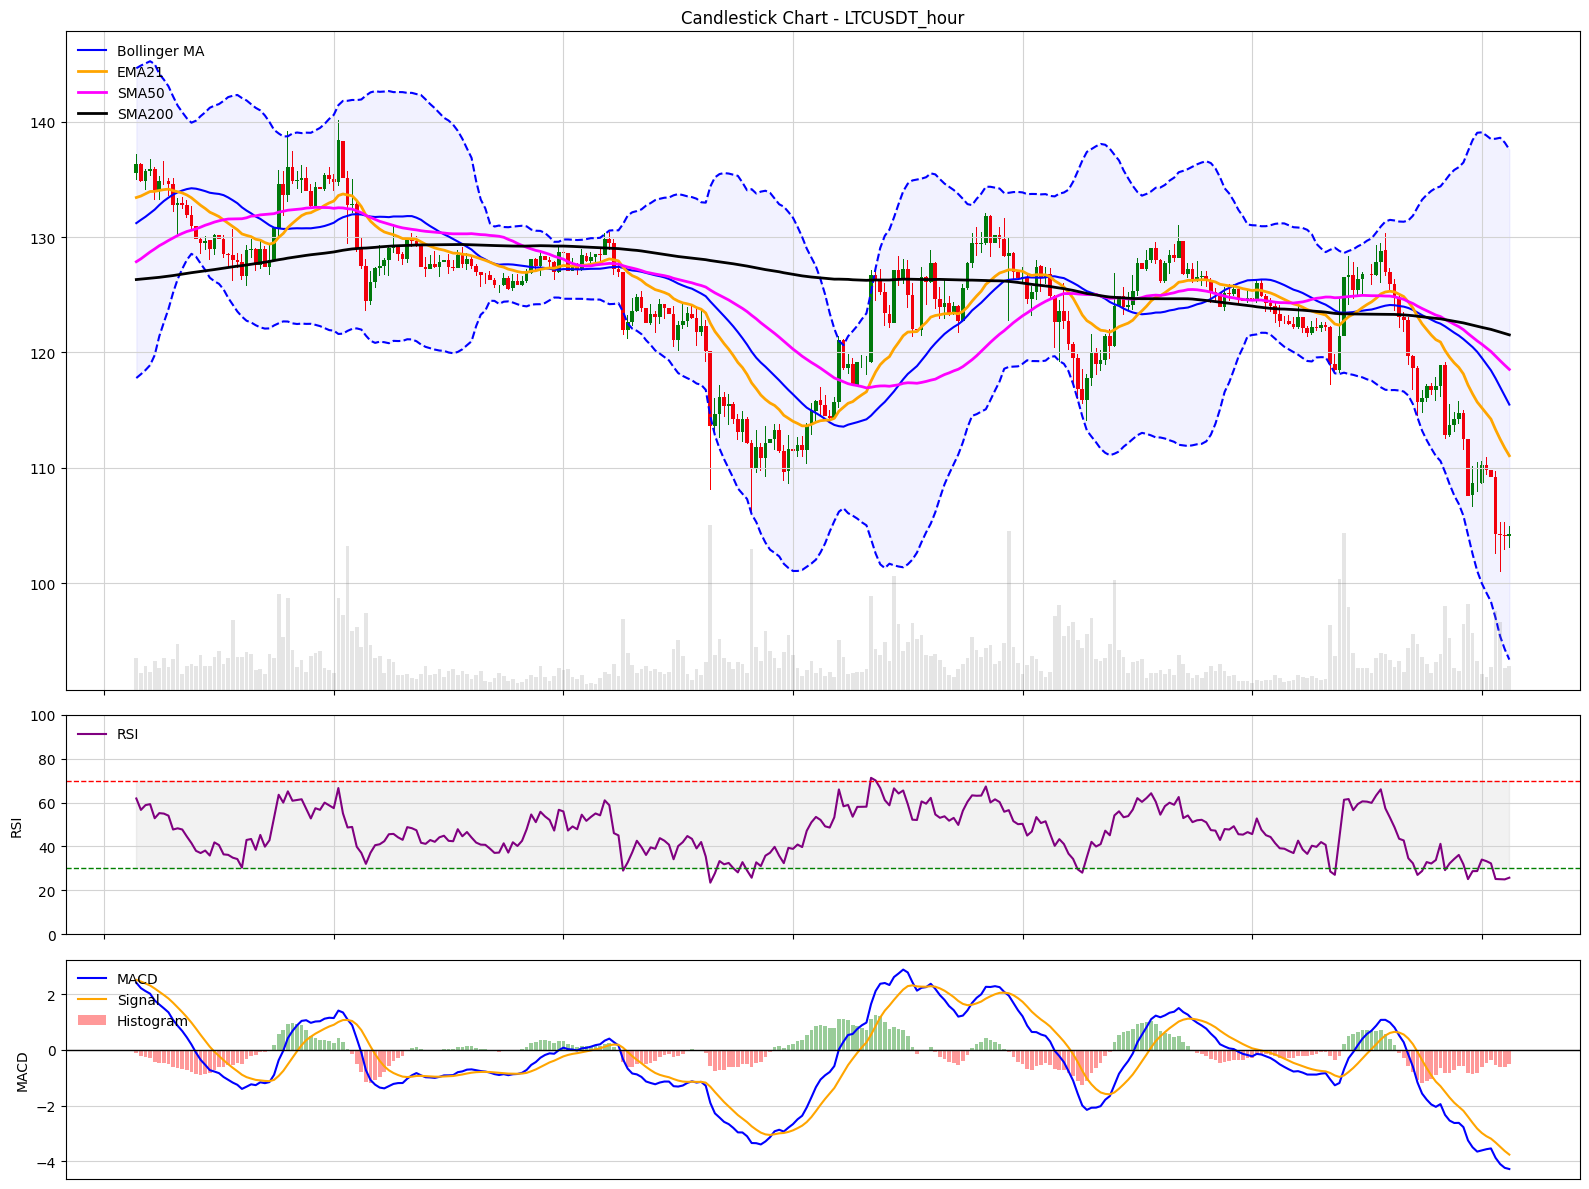 Candlestick Chart - LTCUSDT_hour
Bollinger MA
EMA21
SMA50
SMA200
140
130
120
110
100
RSI
100
80
60
40
20
0
RSI
MACD
Signal
Histogram
2
0
−2
−4
MACD